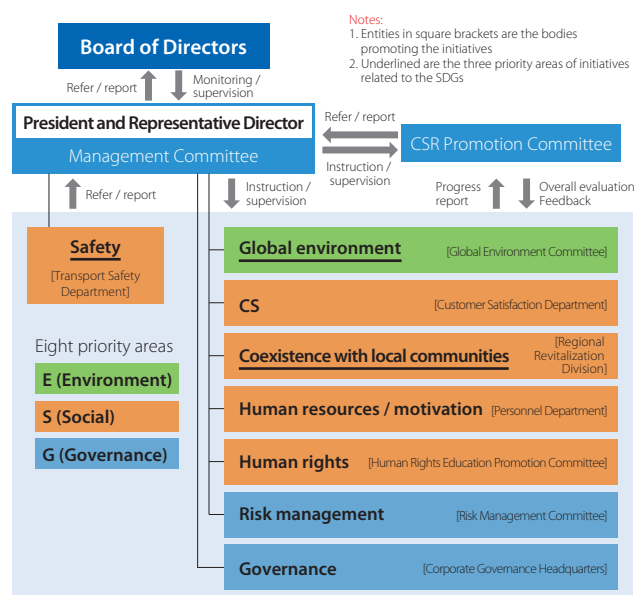 Notes:
1. Entities in square brackets are the bodies
promoting the initiatives
2. Underlined are the three priority areas of initiatives
related to the SDGs
Board of Directors
Refer / report
Monitoring /
supervision
President and Representative Director
Management Committee
Refer / report
Instruction /
supervision
CSR Promotion Committee
Refer / report
Instruction /
supervision
Progress
report
Overall evaluation
Feedback
Safety
[Transport Safety
Department]
Eight priority areas
E (Environment)
S (Social)
G (Governance)
Global environment
[Global Environment Committee]
CS
[Customer Satisfaction Department]
Coexistence with local communities
[Regional
Revitalization
Division]
Human resources / motivation
[Personnel Department]
Human rights
[Human Rights Education Promotion Committee]
Risk management
[Risk Management Committee]
Governance
[Corporate Governance Headquarters]